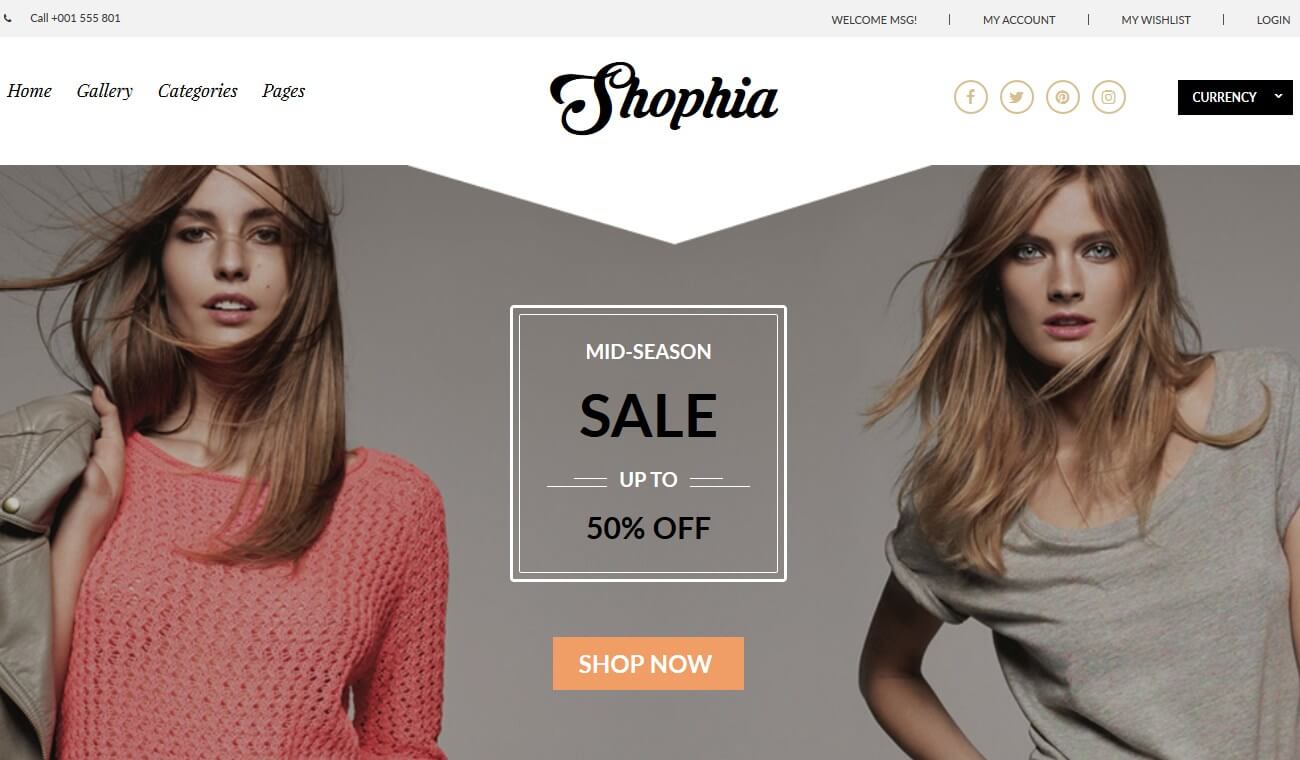 Call +001 555 801
WELCOME MSG! | MY ACCOUNT | MY WISHLIST | LOGIN
Home Gallery Categories Pages
Shophia
CURRENCY
MID-SEASON
SALE
UP TO
50% OFF
SHOP NOW